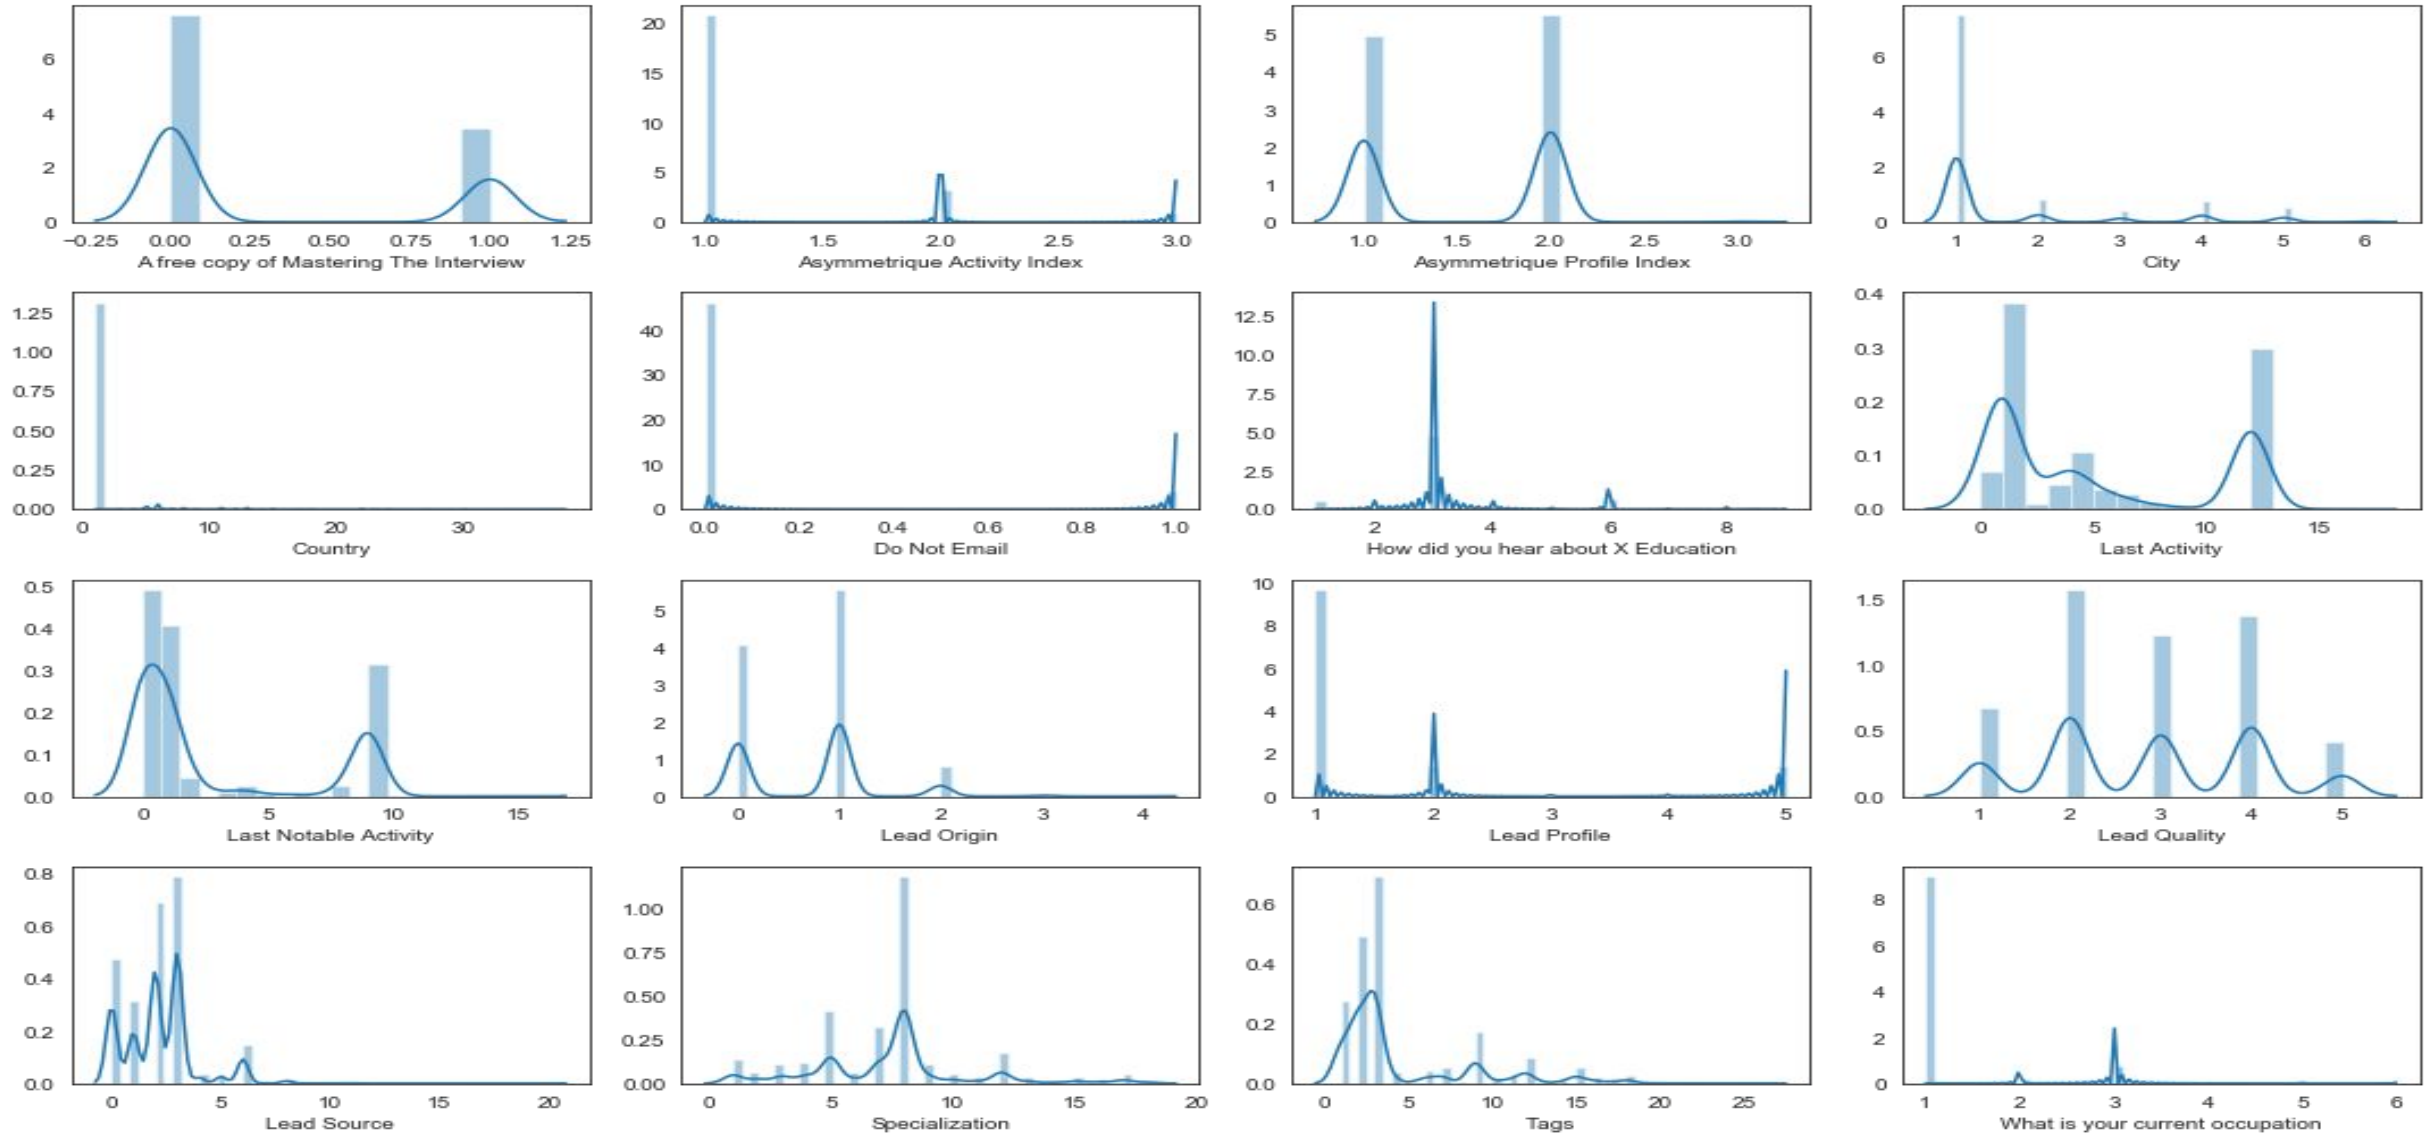 6
4
2
0
−0.25 0.00 0.25 0.50 0.75 1.00 1.25
A free copy of Mastering The Interview
20
15
10
5
0
1.0 1.5 2.0 2.5 3.0
Asymmetrique Activity Index
5
4
3
2
1
0
1.0 1.5 2.0 2.5 3.0
Asymmetrique Profile Index
6
4
2
0
1 2 3 4 5 6
City
1.25
1.00
0.75
0.50
0.25
0.00
0 10 20 30
Country
40
30
20
10
0
0.0 0.2 0.4 0.6 0.8 1.0
Do Not Email
12.5
10.0
7.5
5.0
2.5
0.0
2 4 6 8
How did you hear about X Education
0.4
0.3
0.2
0.1
0.0
0 5 10 15
Last Activity
0.5
0.4
0.3
0.2
0.1
0.0
0 5 10 15
Last Notable Activity
5
4
3
2
1
0
0 1 2 3 4
Lead Origin
10
8
6
4
2
0
1 2 3 4 5
Lead Profile
1.5
1.0
0.5
0.0
1 2 3 4 5
Lead Quality
0.8
0.6
0.4
0.2
0.0
0 5 10 15 20
Lead Source
1.00
0.75
0.50
0.25
0.00
0 5 10 15 20
Specialization
0.6
0.4
0.2
0.0
0 5 10 15 20 25
Tags
8
6
4
2
0
1 2 3 4 5 6
What is your current occupation